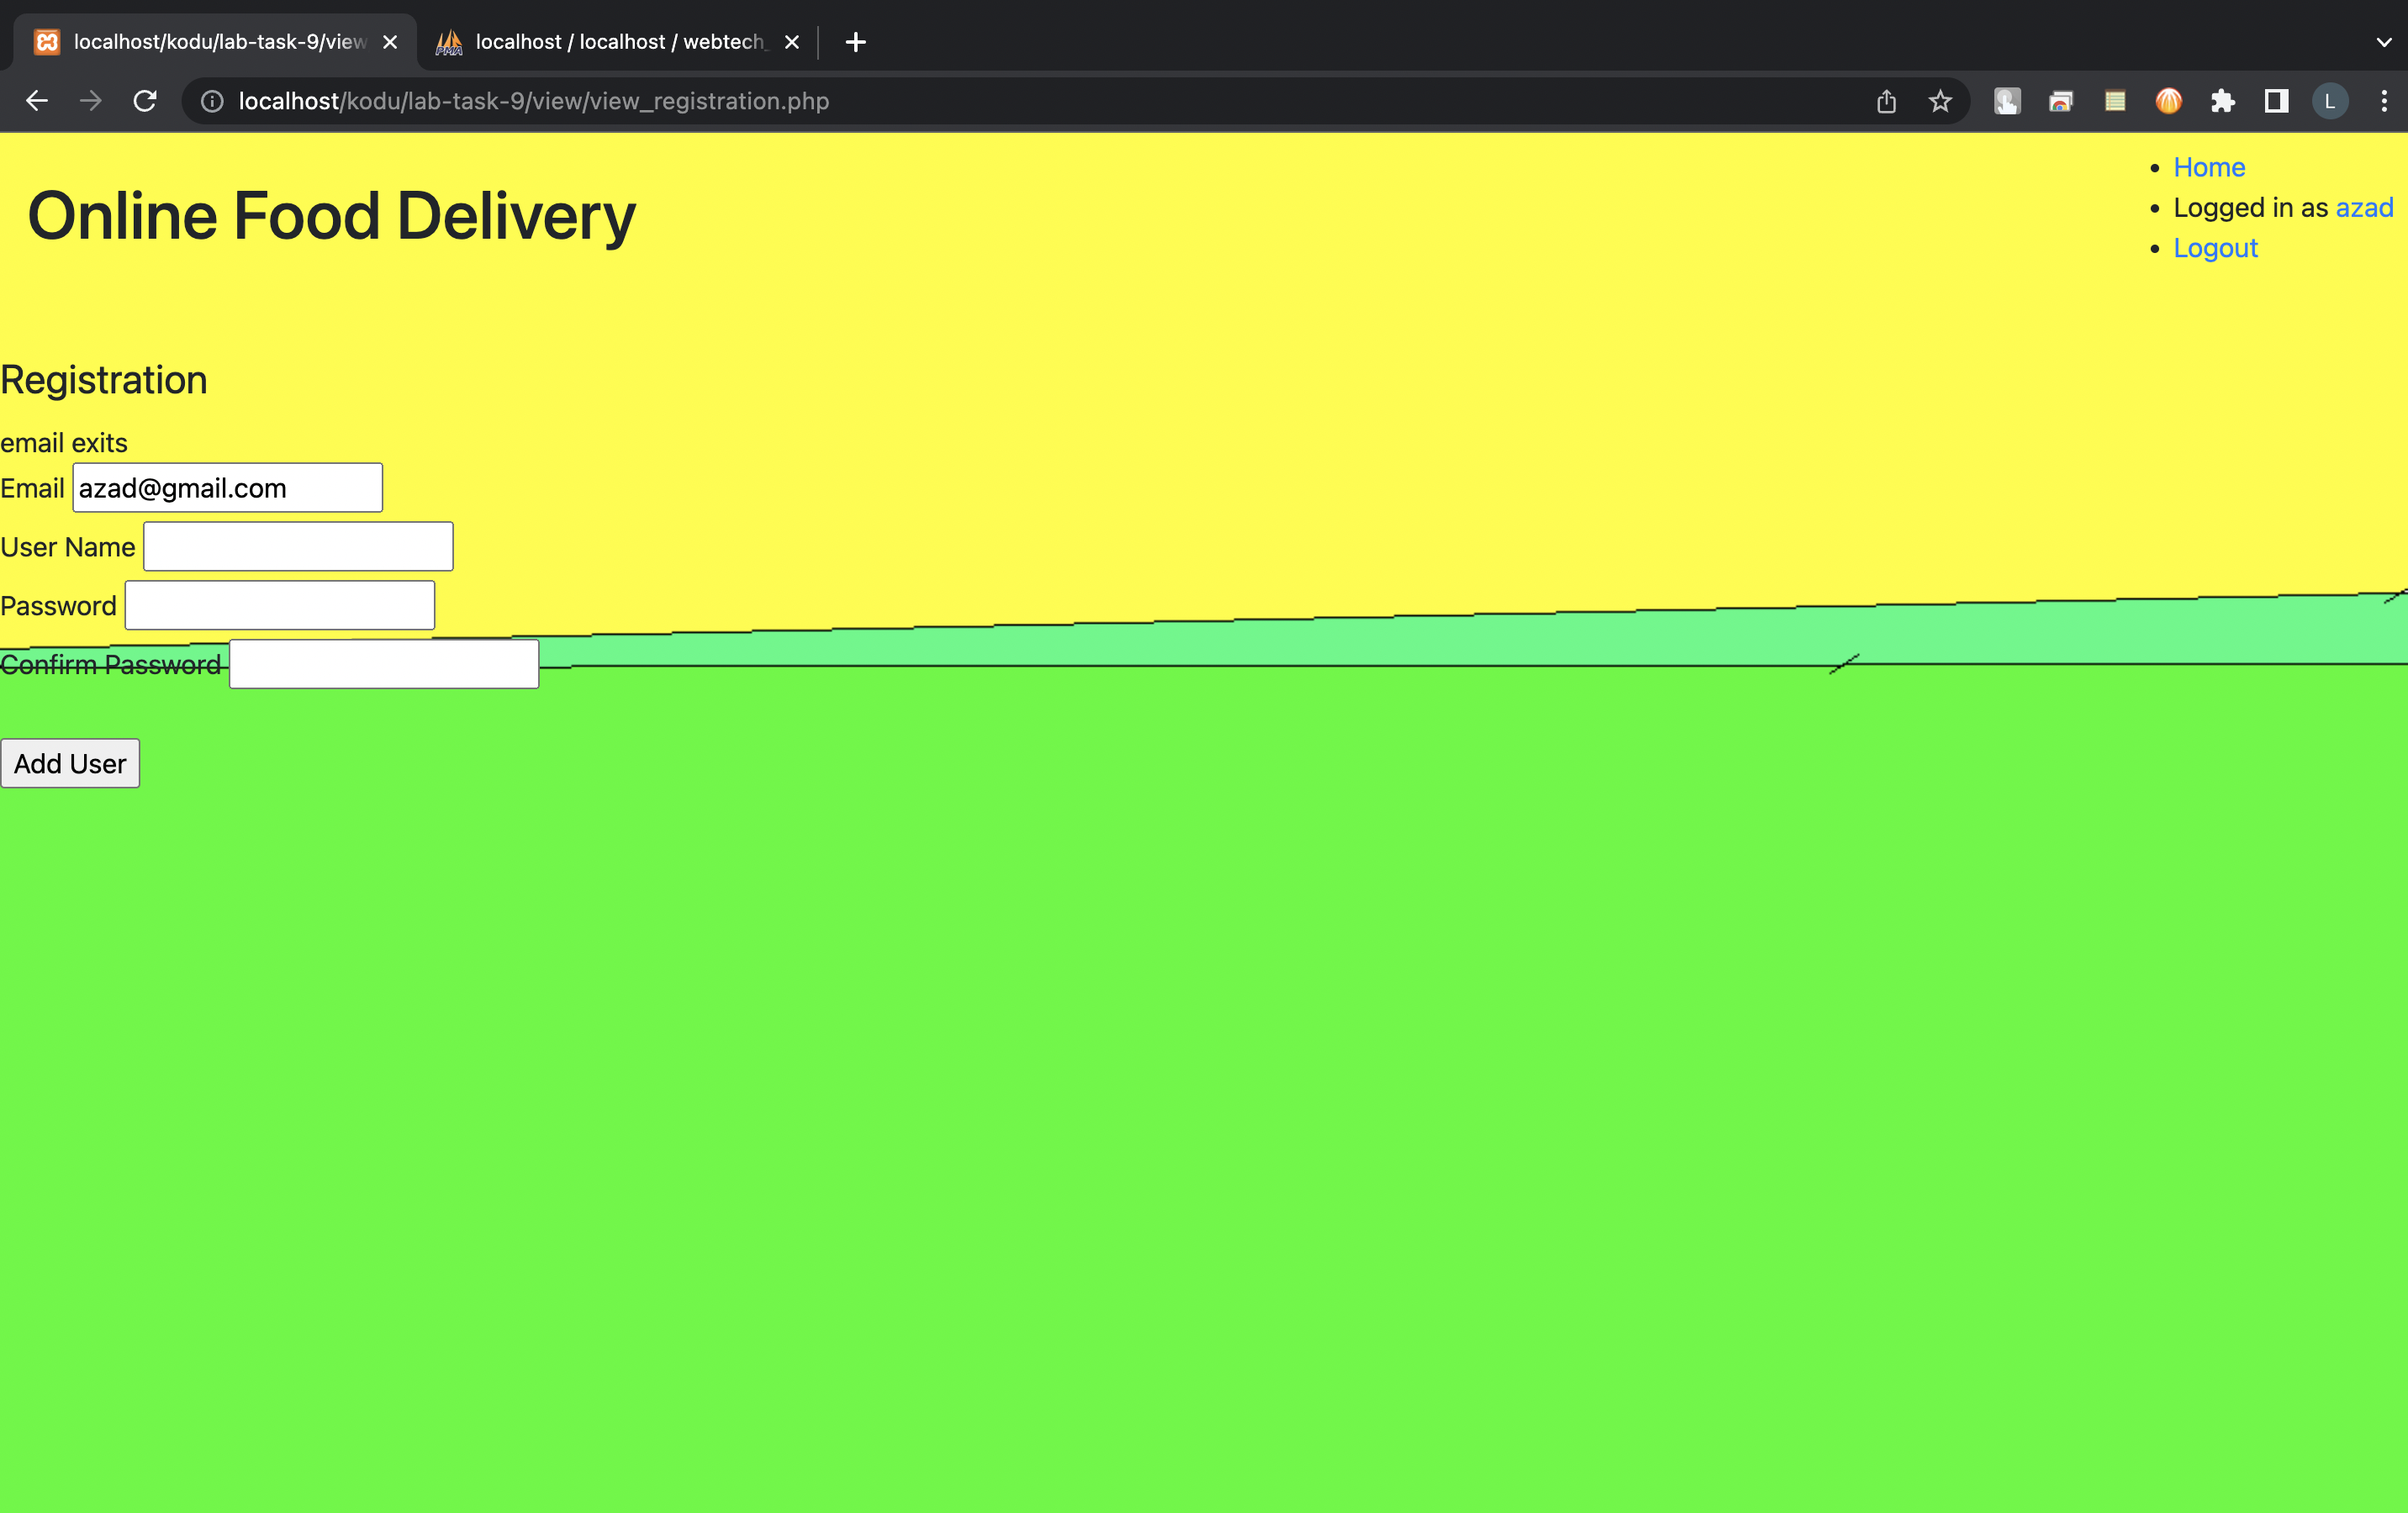 localhost/kodu/lab-task-9/view
localhost / localhost / webtech_
localhost/kodu/lab-task-9/view/view_registration.php
L
Online Food Delivery
Home
Logged in as azad
Logout
Registration
email exits
Email azad@gmail.com
User Name
Password
Confirm Password
Add User